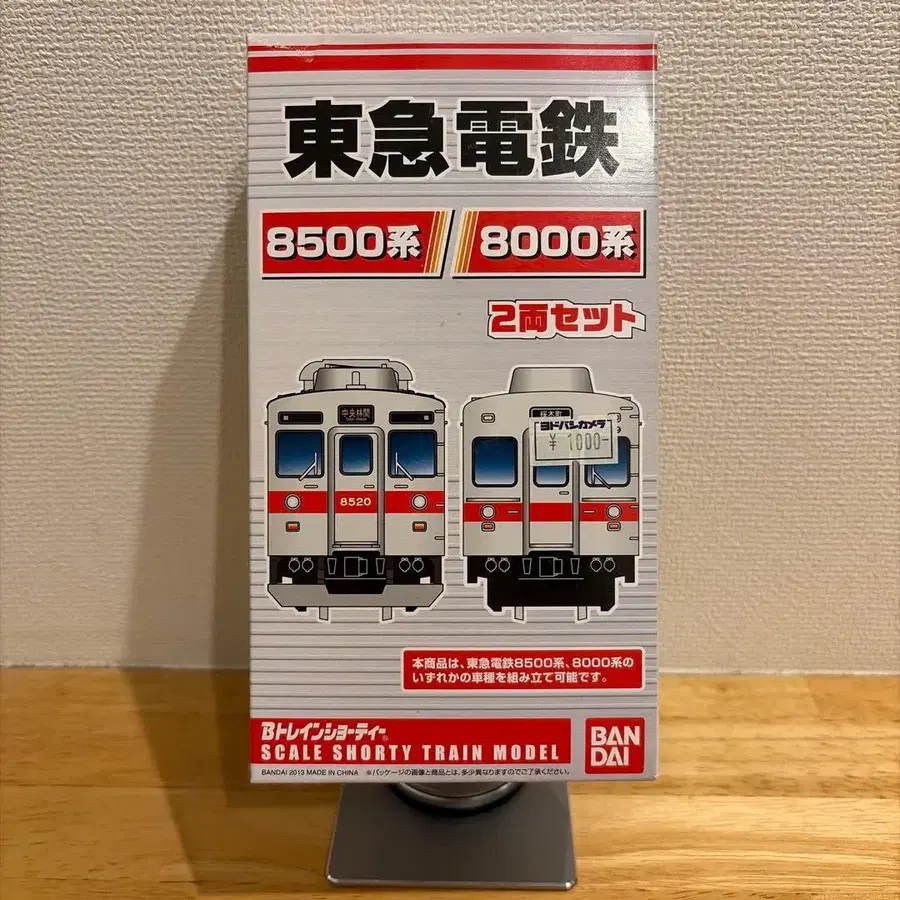 東急電鉄
8500系
8000系
2両セット
中央林間
桜木町
ヨドバシカメラ
¥ 1000-
8520
本商品は、東急電鉄8500系、8000系の
いずれかの車種を組み立て可能です。
Bトレインショーティー®
SCALE SHORTY TRAIN MODEL
BAN
DAI
BANDAI 2013 MADE IN CHINA ※パッケージの画像と商品とは、多少異なりますのでご了承ください。